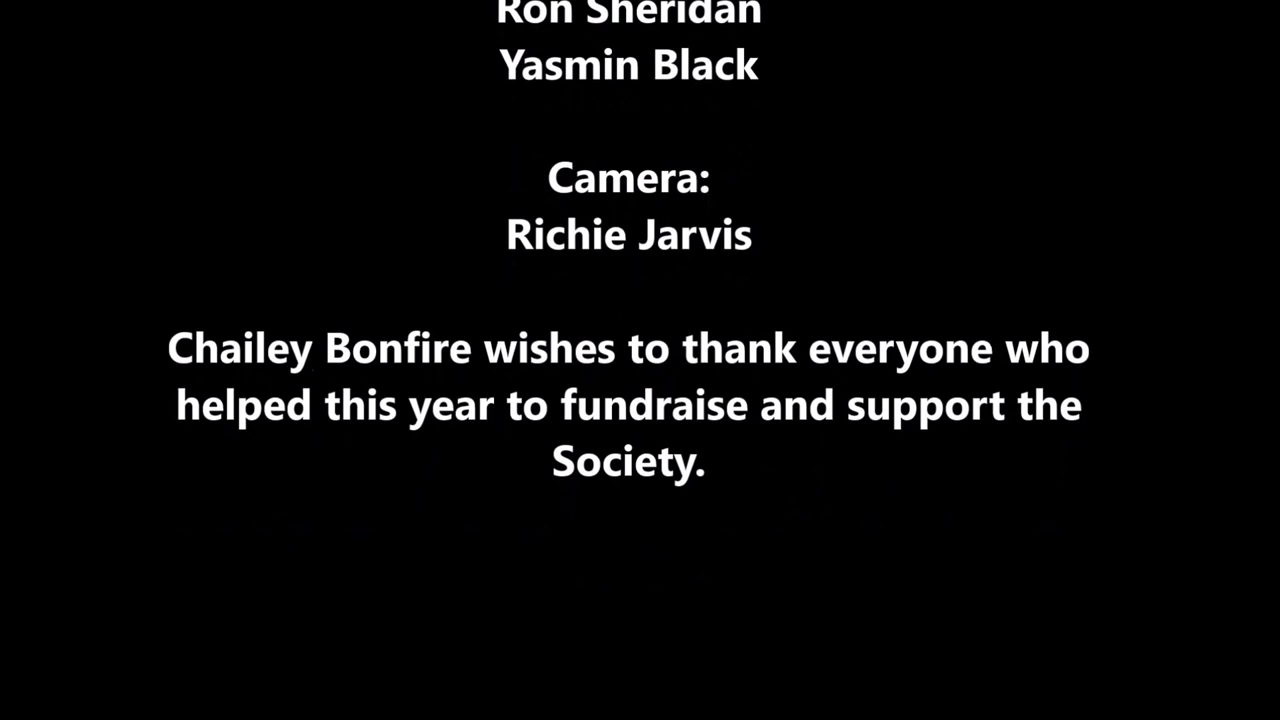 Ron Sheridan
Yasmin Black
Camera:
Richie Jarvis
Chailey Bonfire wishes to thank everyone who
helped this year to fundraise and support the
Society.